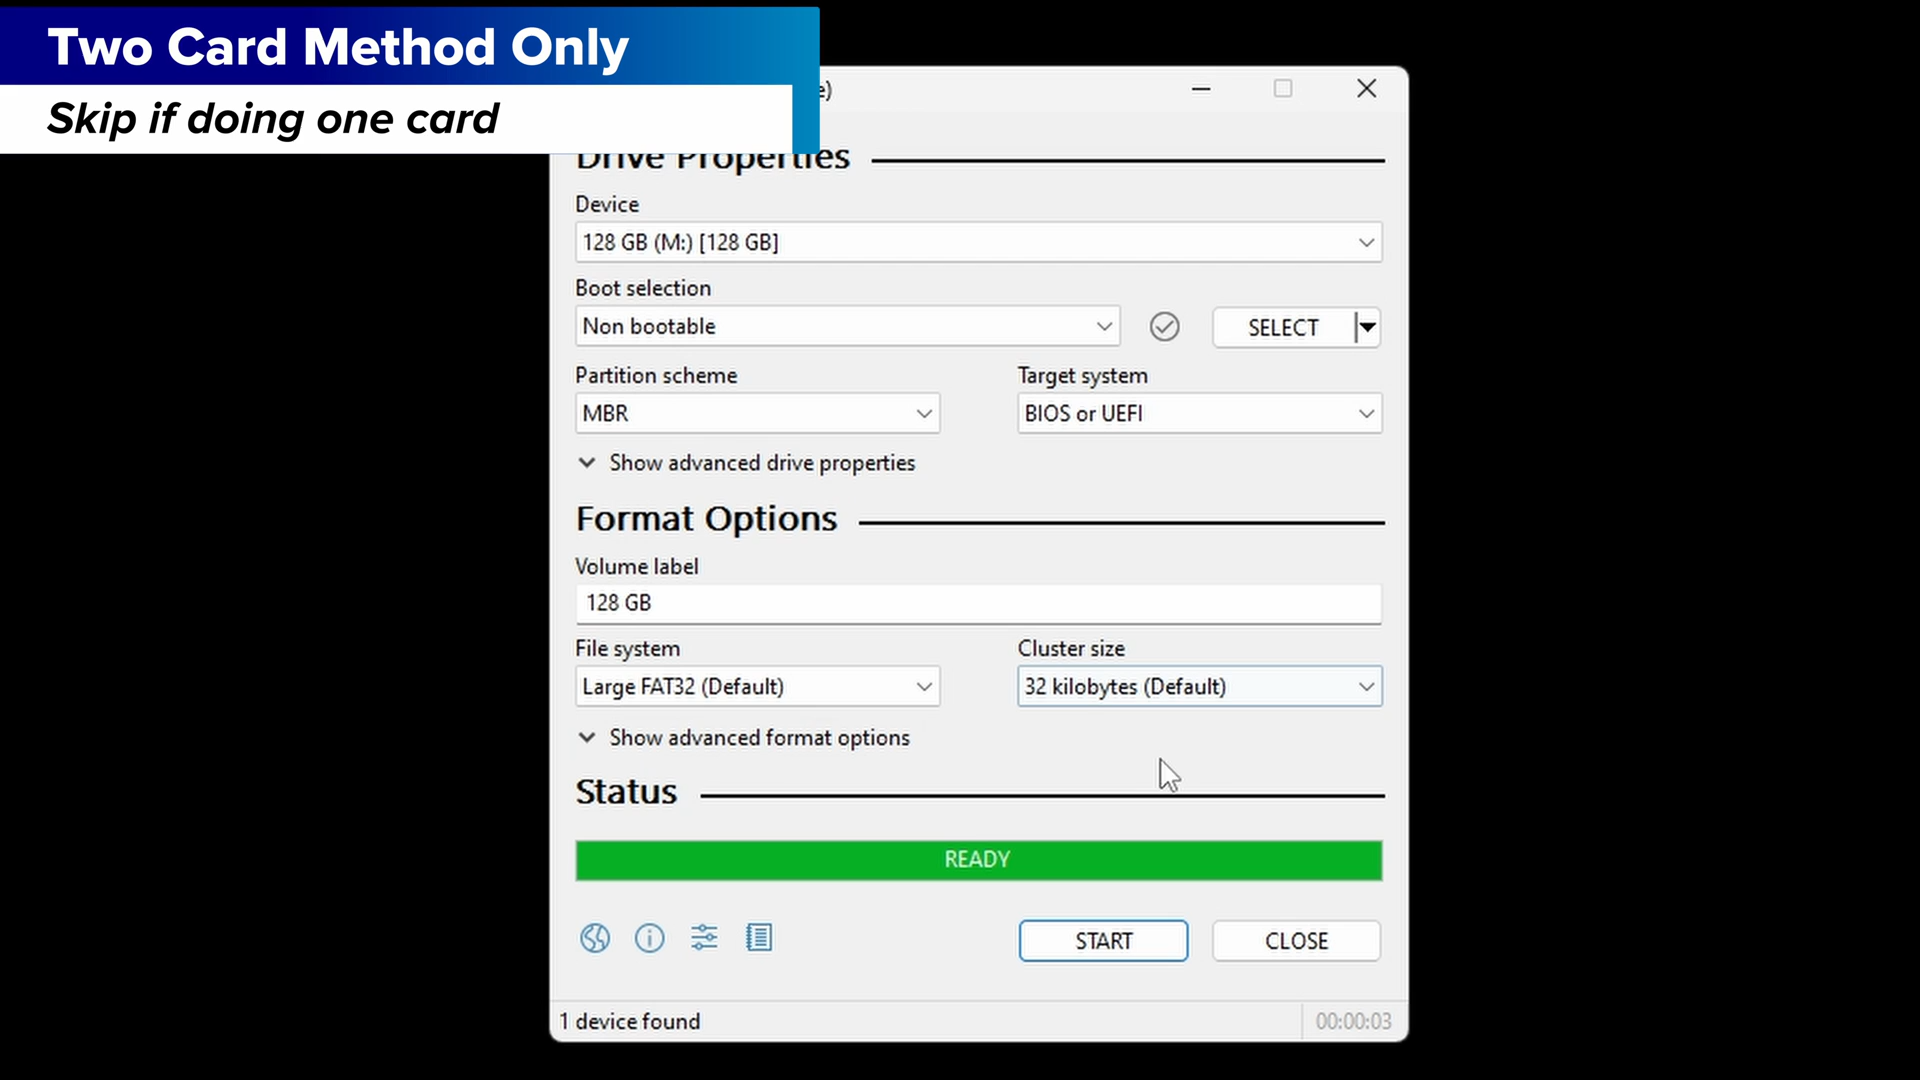 Two Card Method Only
Skip if doing one card
e)
Drive Properties
Device
128 GB (M:) [128 GB]
Boot selection
Non bootable
SELECT
Partition scheme
Target system
MBR
BIOS or UEFI
Show advanced drive properties
Format Options
Volume label
128 GB
File system
Cluster size
Large FAT32 (Default)
32 kilobytes (Default)
Show advanced format options
Status
READY
START
CLOSE
1 device found
00:00:03